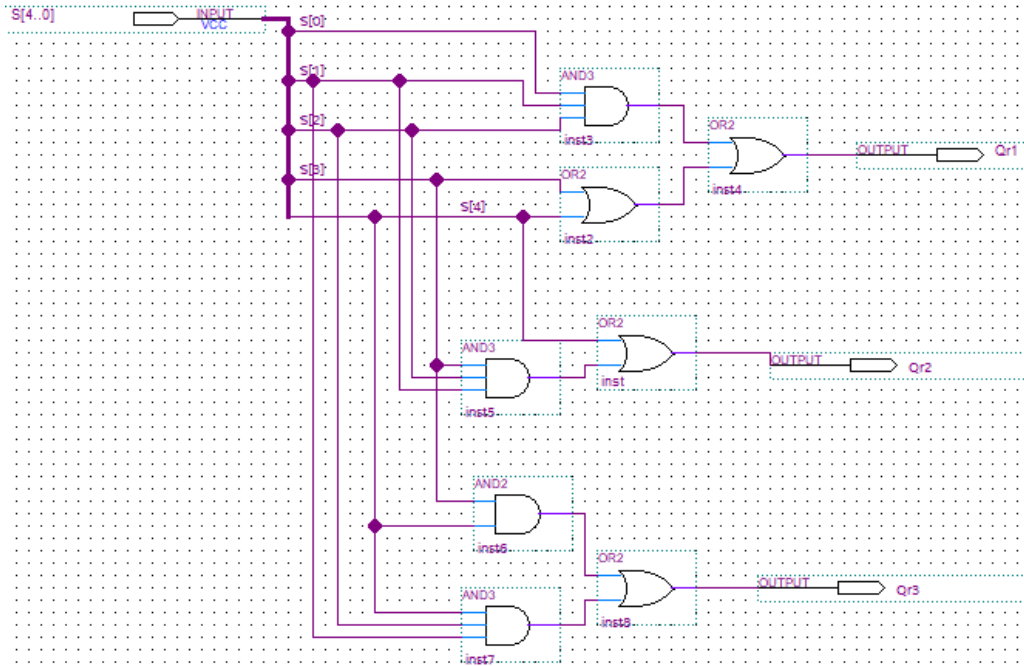 S[4..0]
INPUT
VCC
S[0]
S[1]
AND3
S[2]
inst3
OR2
OUTPUT
Qr1
S[3]
OR2
inst4
S[4]
inst2
OR2
AND3
OUTPUT
Qr2
inst
inst5
AND2
inst6
OR2
OUTPUT
Qr3
AND3
inst8
inst7